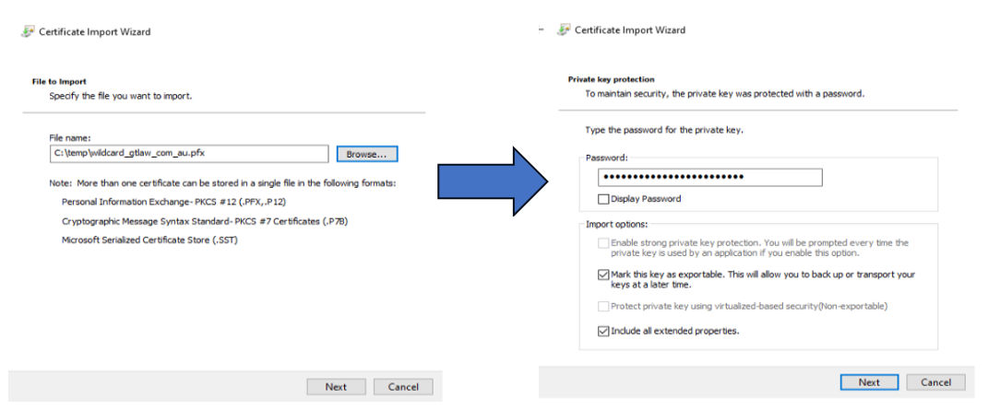 Certificate Import Wizard
File to Import
Specify the file you want to import.
File name:
C:\temp\wildcard_gtlaw_com_au.pfx
Browse...
Note: More than one certificate can be stored in a single file in the following formats:
Personal Information Exchange- PKCS #12 (.PFX,.P12)
Cryptographic Message Syntax Standard- PKCS #7 Certificates (.P7B)
Microsoft Serialized Certificate Store (.SST)
Next
Cancel
Certificate Import Wizard
Private key protection
To maintain security, the private key was protected with a password.
Type the password for the private key.
Password:
••••••••••••••••••••••••
Display Password
Import options:
Enable strong private key protection. You will be prompted every time the
private key is used by an application if you enable this option.
Mark this key as exportable. This will allow you to back up or transport your
keys at a later time.
Protect private key using virtualized-based security(Non-exportable)
Include all extended properties.
Next
Cancel